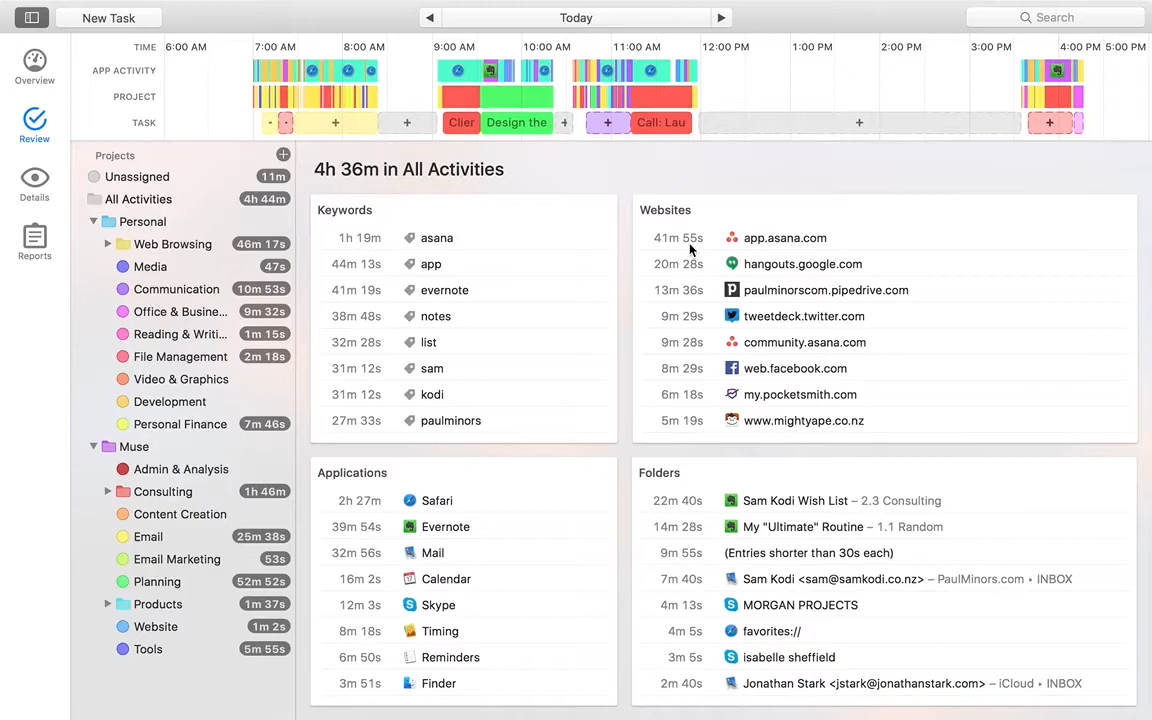 New Task
Today
Search
TIME 6:00 AM 7:00 AM 8:00 AM 9:00 AM 10:00 AM 11:00 AM 12:00 PM 1:00 PM 2:00 PM 3:00 PM 4:00 PM 5:00 PM
APP ACTIVITY
PROJECT
TASK + + Clier Design the + + Call: Lau + +
Overview
Review
Details
Reports
Projects
Unassigned 11m
All Activities 4h 44m
Personal
Web Browsing 46m 17s
Media 47s
Communication 10m 53s
Office & Busine... 9m 32s
Reading & Writi... 1m 15s
File Management 2m 18s
Video & Graphics
Development
Personal Finance 7m 46s
Muse
Admin & Analysis
Consulting 1h 46m
Content Creation
Email 25m 38s
Email Marketing 53s
Planning 52m 52s
Products 1m 37s
Website 1m 2s
Tools 5m 55s
4h 36m in All Activities
Keywords
1h 19m asana
44m 13s app
41m 19s evernote
38m 48s notes
32m 28s list
31m 12s sam
31m 12s kodi
27m 33s paulminors
Websites
41m 55s app.asana.com
20m 28s hangouts.google.com
13m 36s paulminorscom.pipedrive.com
9m 29s tweetdeck.twitter.com
9m 28s community.asana.com
8m 29s web.facebook.com
6m 18s my.pocketsmith.com
5m 19s www.mightyape.co.nz
Applications
2h 27m Safari
39m 54s Evernote
32m 56s Mail
16m 2s Calendar
12m 3s Skype
8m 18s Timing
6m 50s Reminders
3m 51s Finder
Folders
22m 40s Sam Kodi Wish List – 2.3 Consulting
14m 28s My "Ultimate" Routine – 1.1 Random
9m 55s (Entries shorter than 30s each)
7m 40s Sam Kodi <sam@samkodi.co.nz> – PaulMinors.com ▸ INBOX
4m 13s MORGAN PROJECTS
4m 5s favorites://
3m 5s isabelle sheffield
2m 40s Jonathan Stark <jstark@jonathanstark.com> – iCloud ▸ INBOX